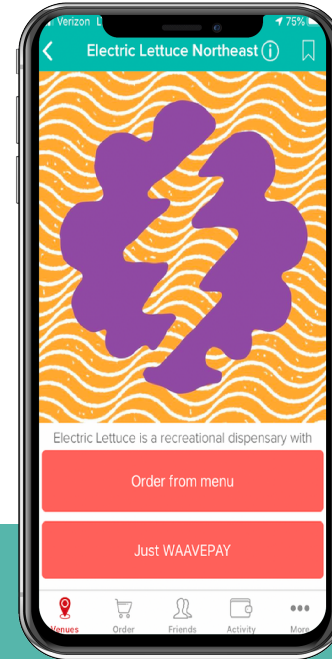 Verizon L 75%
Electric Lettuce Northeast
Electric Lettuce is a recreational dispensary with
Order from menu
Just WAAVEPAY
Venues Order Friends Activity More